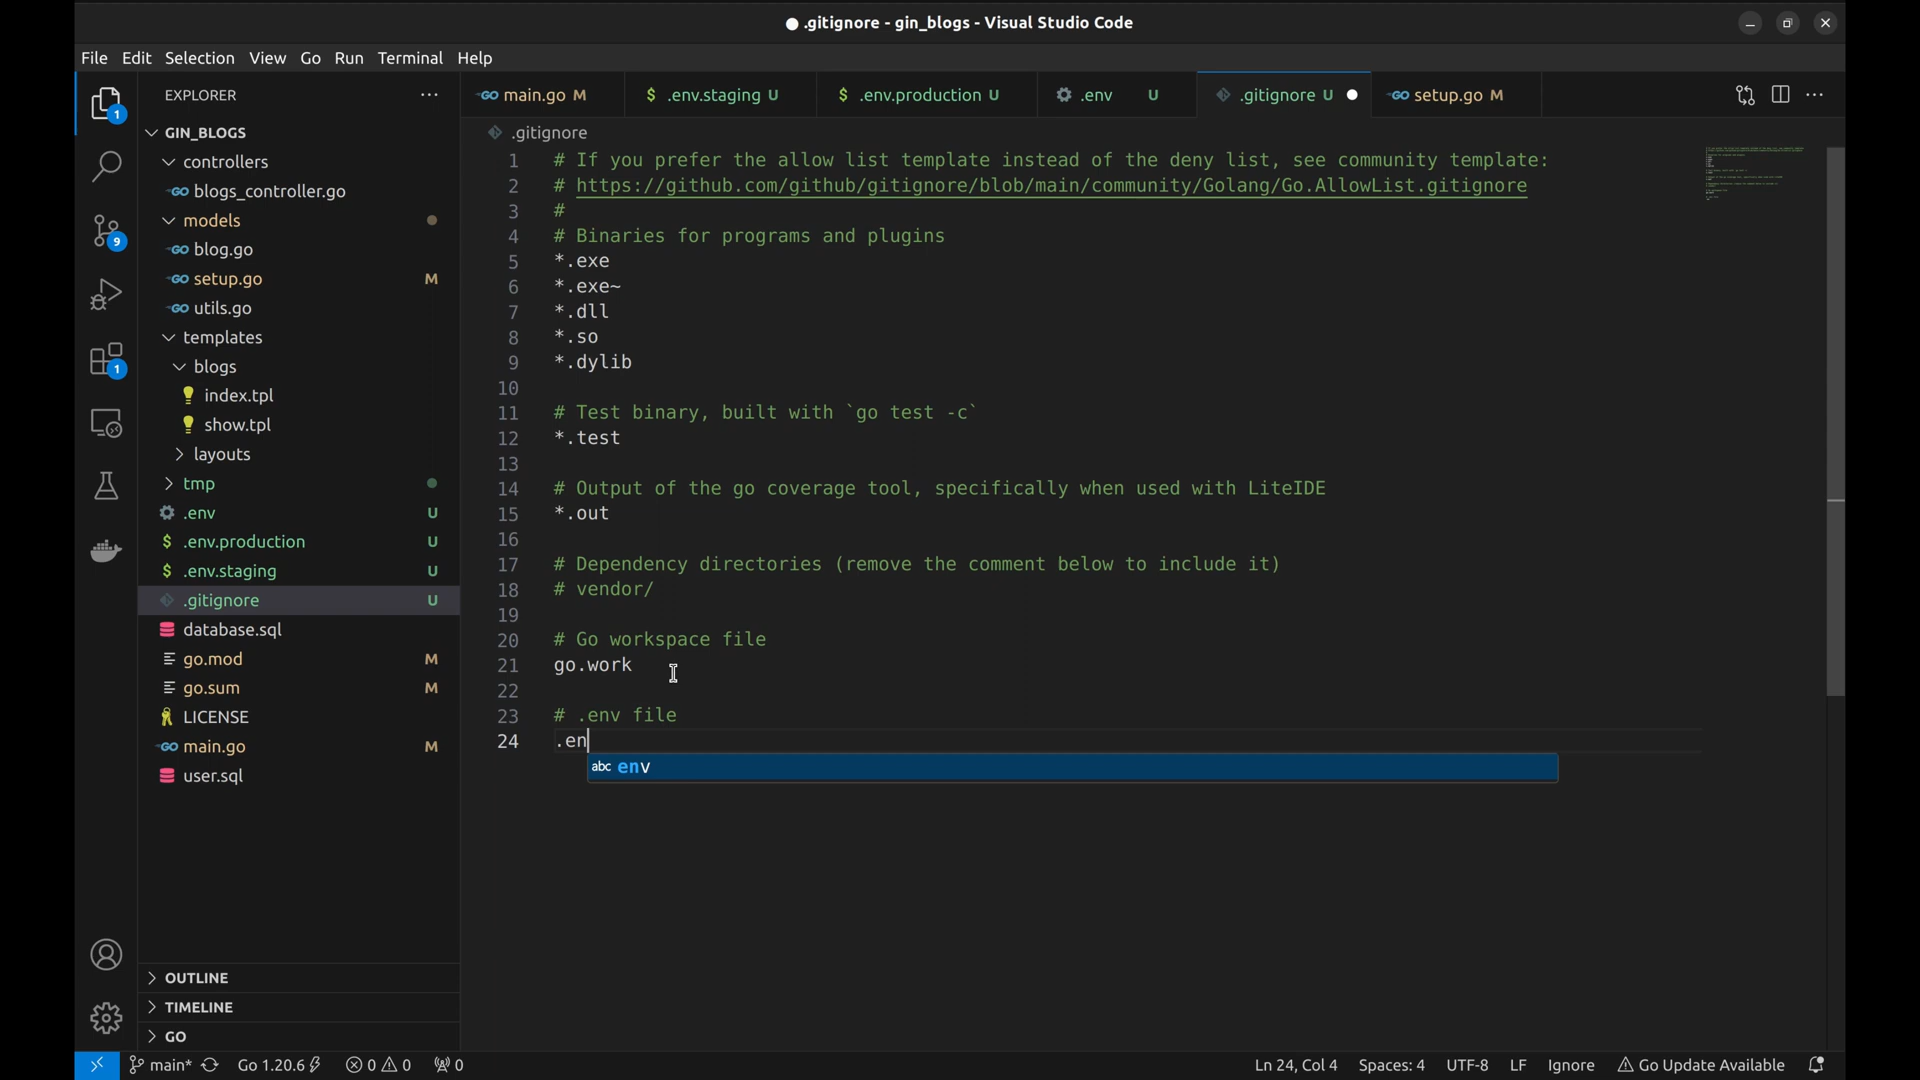 .gitignore - gin_blogs - Visual Studio Code
File Edit Selection View Go Run Terminal Help
EXPLORER
main.go M
$ .env.staging U
$ .env.production U
.env U
.gitignore U
setup.go M
GIN_BLOGS
controllers
blogs_controller.go
models
blog.go
setup.go M
utils.go
templates
blogs
index.tpl
show.tpl
layouts
tmp
.env U
$ .env.production U
$ .env.staging U
.gitignore U
database.sql
go.mod M
go.sum M
LICENSE
main.go M
user.sql
OUTLINE
TIMELINE
GO
1
9
1
.gitignore
1 # If you prefer the allow list template instead of the deny list, see community template:
2 # https://github.com/github/gitignore/blob/main/community/Golang/Go.AllowList.gitignore
3 #
4 # Binaries for programs and plugins
5 *.exe
6 *.exe~
7 *.dll
8 *.so
9 *.dylib
10
11 # Test binary, built with `go test -c`
12 *.test
13
14 # Output of the go coverage tool, specifically when used with LiteIDE
15 *.out
16
17 # Dependency directories (remove the comment below to include it)
18 # vendor/
19
20 # Go workspace file
21 go.work
22
23 # .env file
24 .en
abc env
main* Go 1.20.6 0 0 0
Ln 24, Col 4 Spaces: 4 UTF-8 LF Ignore Go Update Available